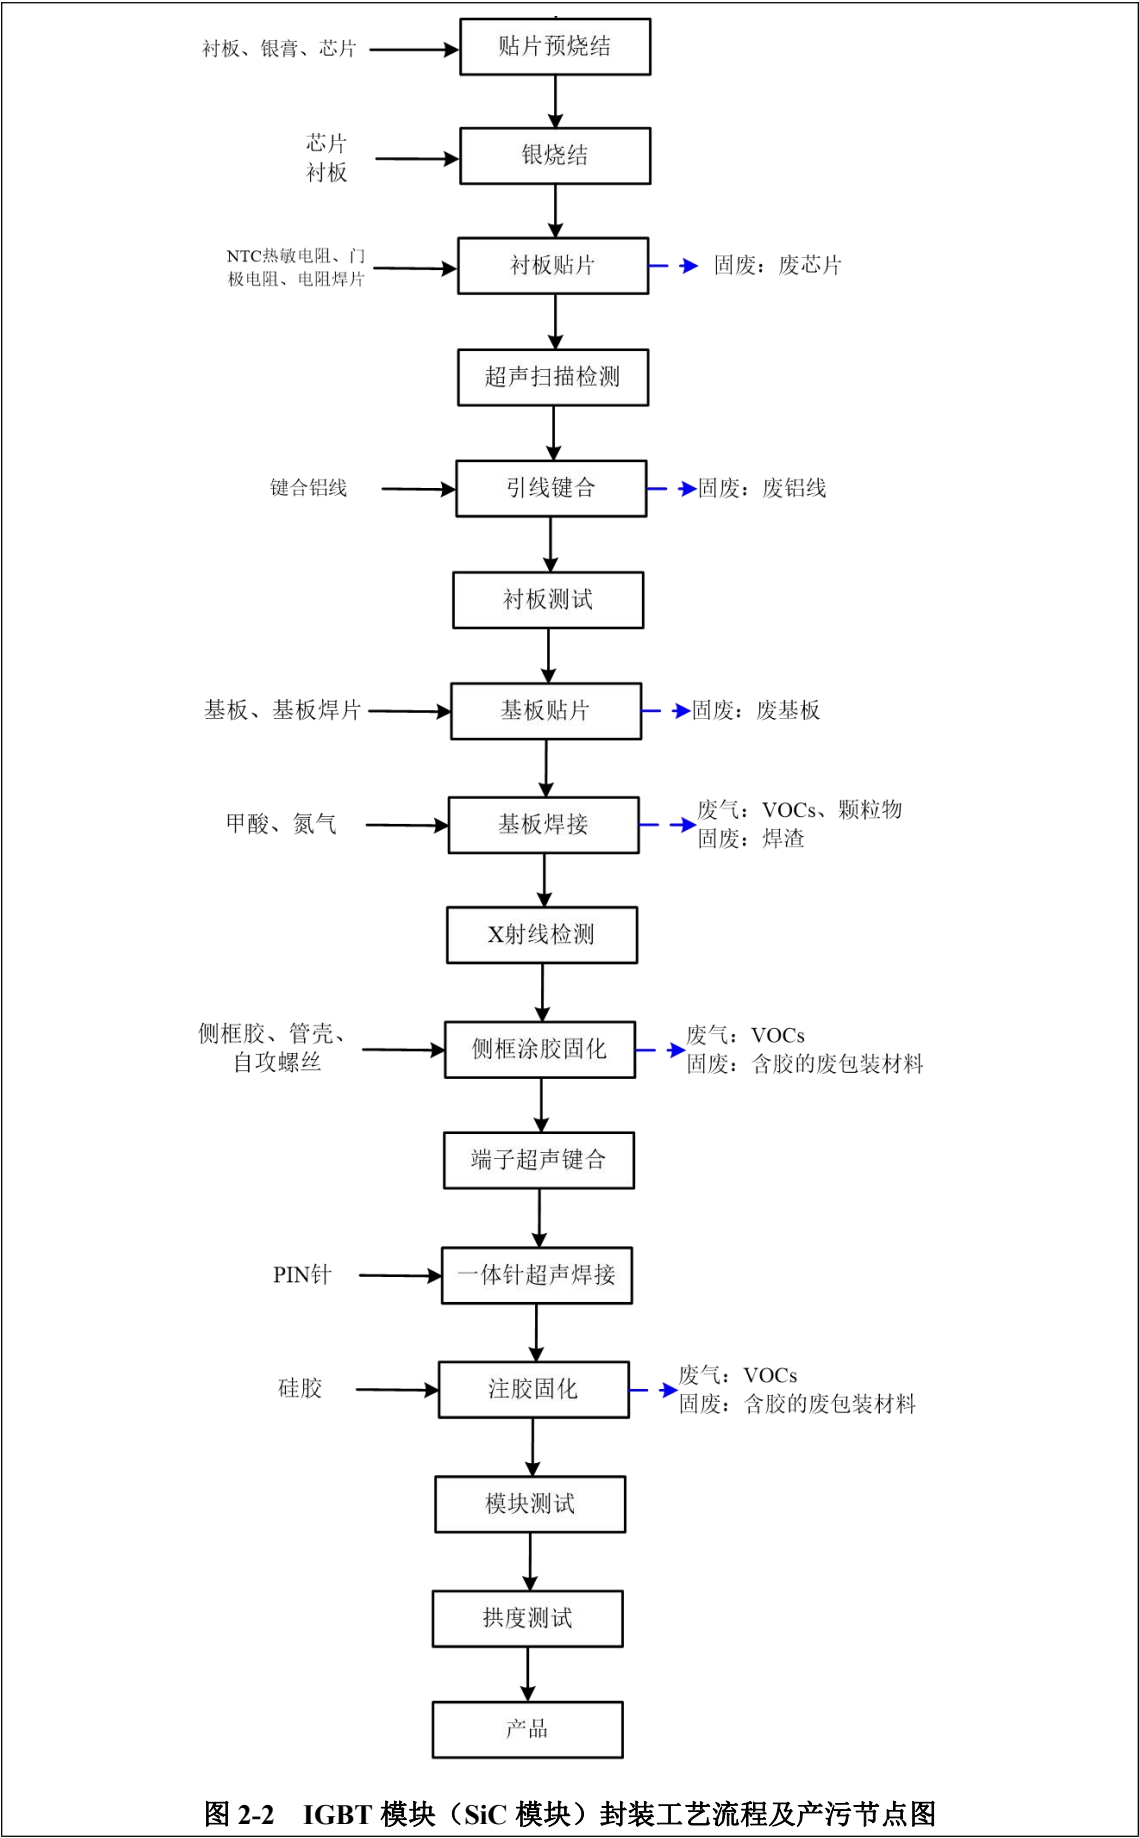 衬板、银膏、芯片
贴片预烧结
芯片
衬板
银烧结
NTC热敏电阻、门
极电阻、电阻焊片
衬板贴片
固废：废芯片
超声扫描检测
键合铝线
引线键合
固废：废铝线
衬板测试
基板、基板焊片
基板贴片
固废：废基板
甲酸、氮气
基板焊接
废气：VOCs、颗粒物
固废：焊渣
X射线检测
侧框胶、管壳、
自攻螺丝
侧框涂胶固化
废气：VOCs
固废：含胶的废包装材料
端子超声键合
PIN针
一体针超声焊接
硅胶
注胶固化
废气：VOCs
固废：含胶的废包装材料
模块测试
拱度测试
产品
图 2-2 IGBT 模块（SiC 模块）封装工艺流程及产污节点图